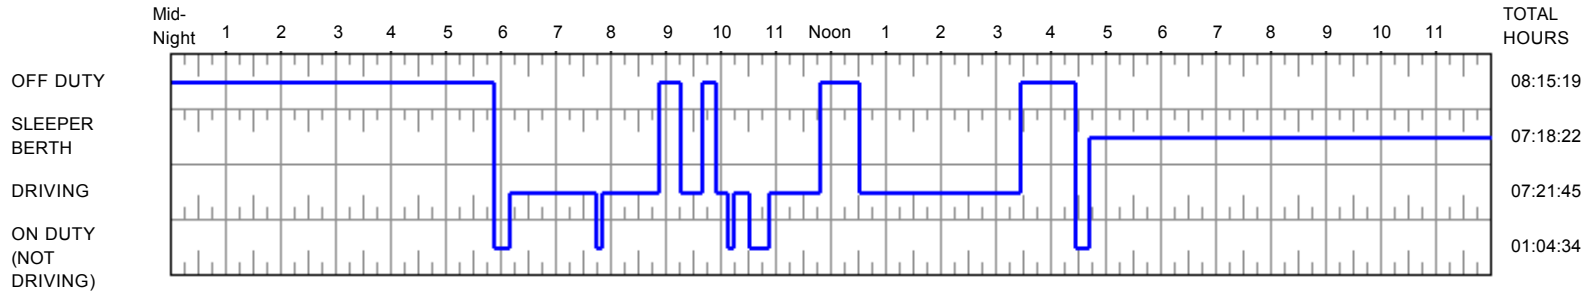 Mid-
Night 1 2 3 4 5 6 7 8 9 10 11 Noon 1 2 3 4 5 6 7 8 9 10 11 TOTAL
HOURS
OFF DUTY 08:15:19
SLEEPER
BERTH 07:18:22
DRIVING 07:21:45
ON DUTY
(NOT
DRIVING) 01:04:34